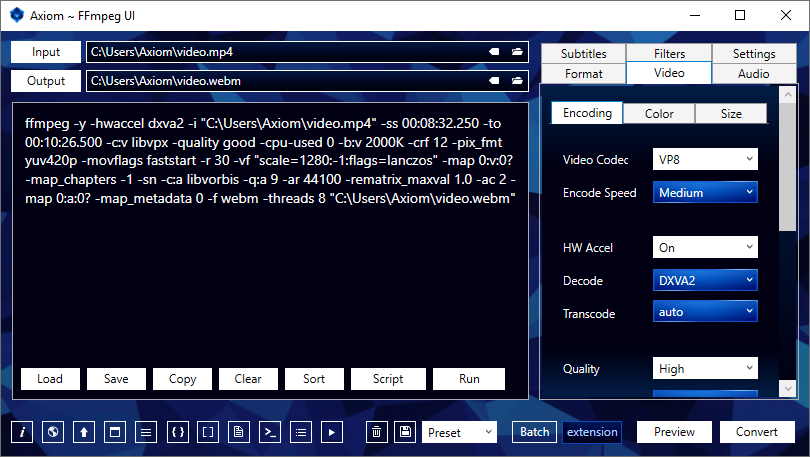 Axiom ~ FFmpeg UI
Input C:\Users\Axiom\video.mp4
Output C:\Users\Axiom\video.webm
ffmpeg -y -hwaccel dxva2 -i "C:\Users\Axiom\video.mp4" -ss 00:08:32.250 -to
00:10:26.500 -c:v libvpx -quality good -cpu-used 0 -b:v 2000K -crf 12 -pix_fmt
yuv420p -movflags faststart -r 30 -vf "scale=1280:-1:flags=lanczos" -map 0:v:0?
-map_chapters -1 -sn -c:a libvorbis -q:a 9 -ar 44100 -rematrix_maxval 1.0 -ac 2 -
map 0:a:0? -map_metadata 0 -f webm -threads 8 "C:\Users\Axiom\video.webm"
Load Save Copy Clear Sort Script Run
Subtitles Filters Settings
Format Video Audio
Encoding Color Size
Video Codec VP8
Encode Speed Medium
HW Accel On
Decode DXVA2
Transcode auto
Quality High
Preset Batch extension Preview Convert